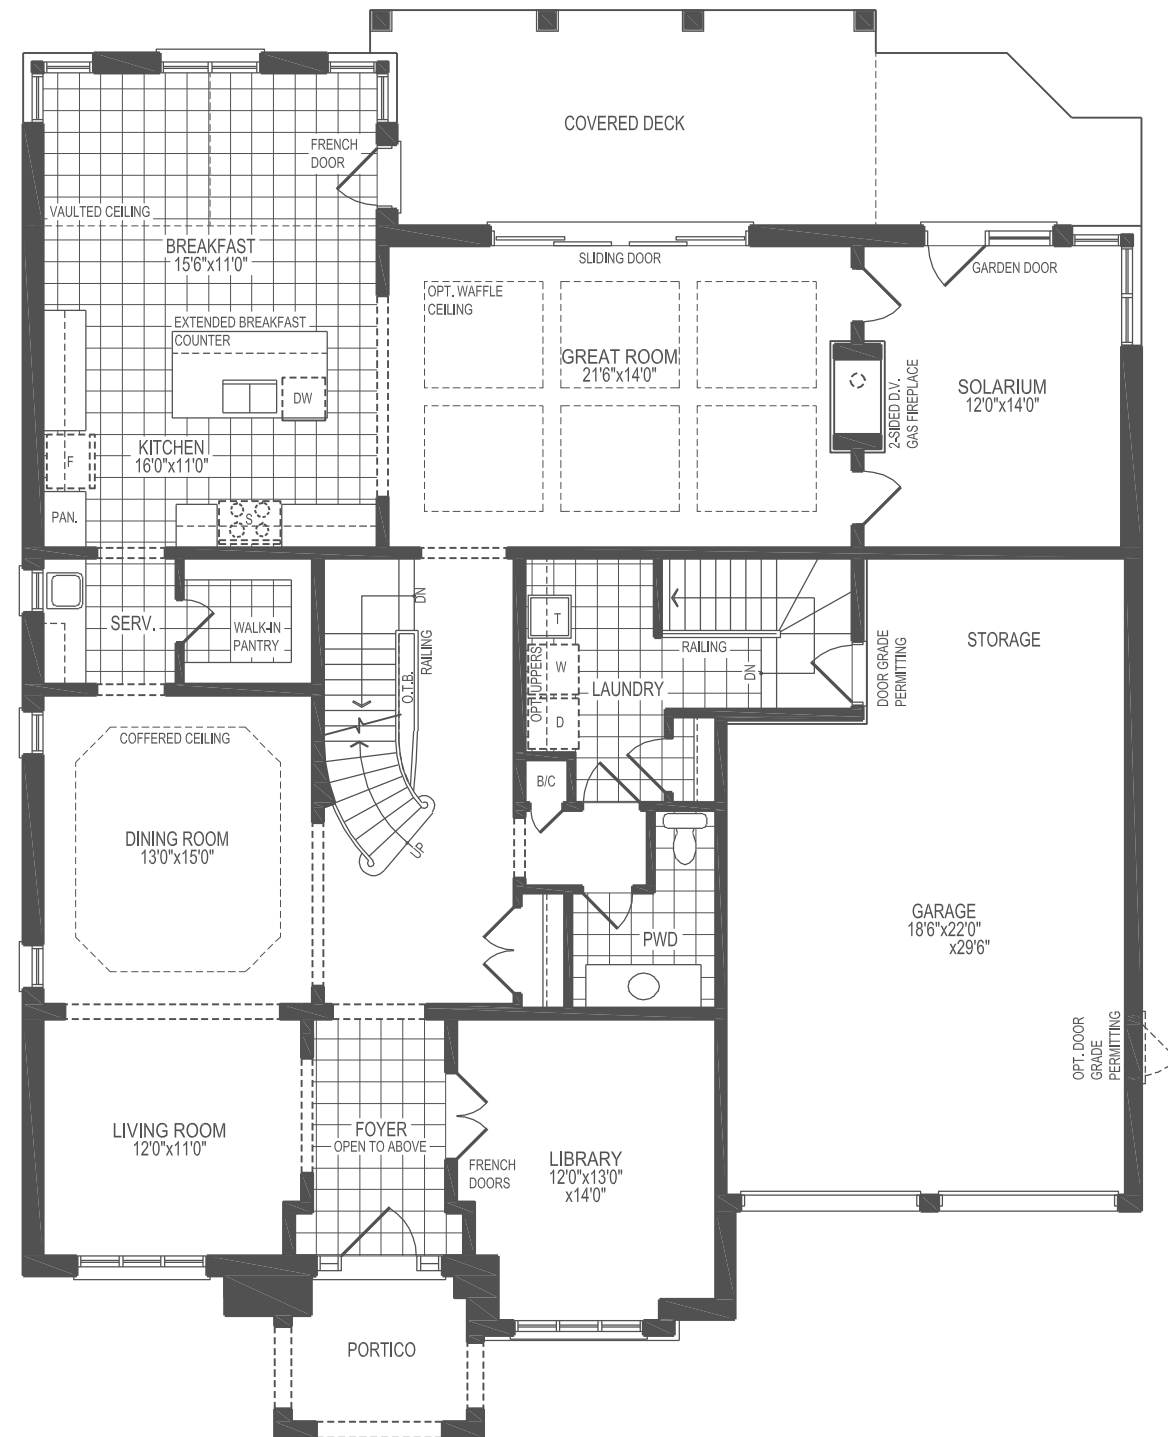 COVERED DECK
FRENCH
DOOR
VAULTED CEILING
BREAKFAST
15'6"x11'0"
SLIDING DOOR
GARDEN DOOR
OPT. WAFFLE
CEILING
EXTENDED BREAKFAST
COUNTER
GREAT ROOM
21'6"x14'0"
2-SIDED D.V.
GAS FIREPLACE
SOLARIUM
12'0"x14'0"
DW
KITCHEN
16'0"x11'0"
F
PAN.
S
SERV.
WALK-IN
PANTRY
DN
RAILING
O.T.B.
UP
T
W
D
OPT. UPPERS
LAUNDRY
RAILING
DN
DOOR GRADE
PERMITTING
STORAGE
B/C
COFFERED CEILING
DINING ROOM
13'0"x15'0"
PWD
GARAGE
18'6"x22'0"
x29'6"
OPT. DOOR
GRADE
PERMITTING
LIVING ROOM
12'0"x11'0"
FOYER
OPEN TO ABOVE
FRENCH
DOORS
LIBRARY
12'0"x13'0"
x14'0"
PORTICO